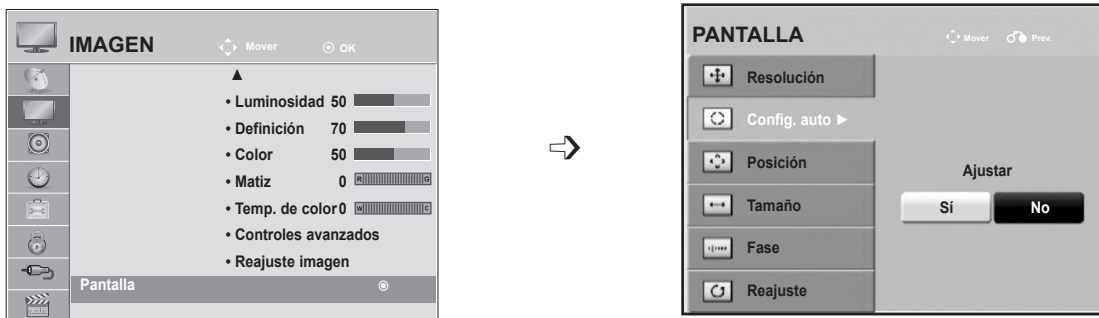 IMAGEN
Mover OK
▲
• Luminosidad 50
• Definición 70
• Color 50
• Matiz 0 R G
• Temp. de color 0 W C
• Controles avanzados
• Reajuste imagen
Pantalla
PANTALLA
Mover Prev.
Resolución
Config. auto ►
Posición
Tamaño
Fase
Reajuste
Ajustar
Sí No